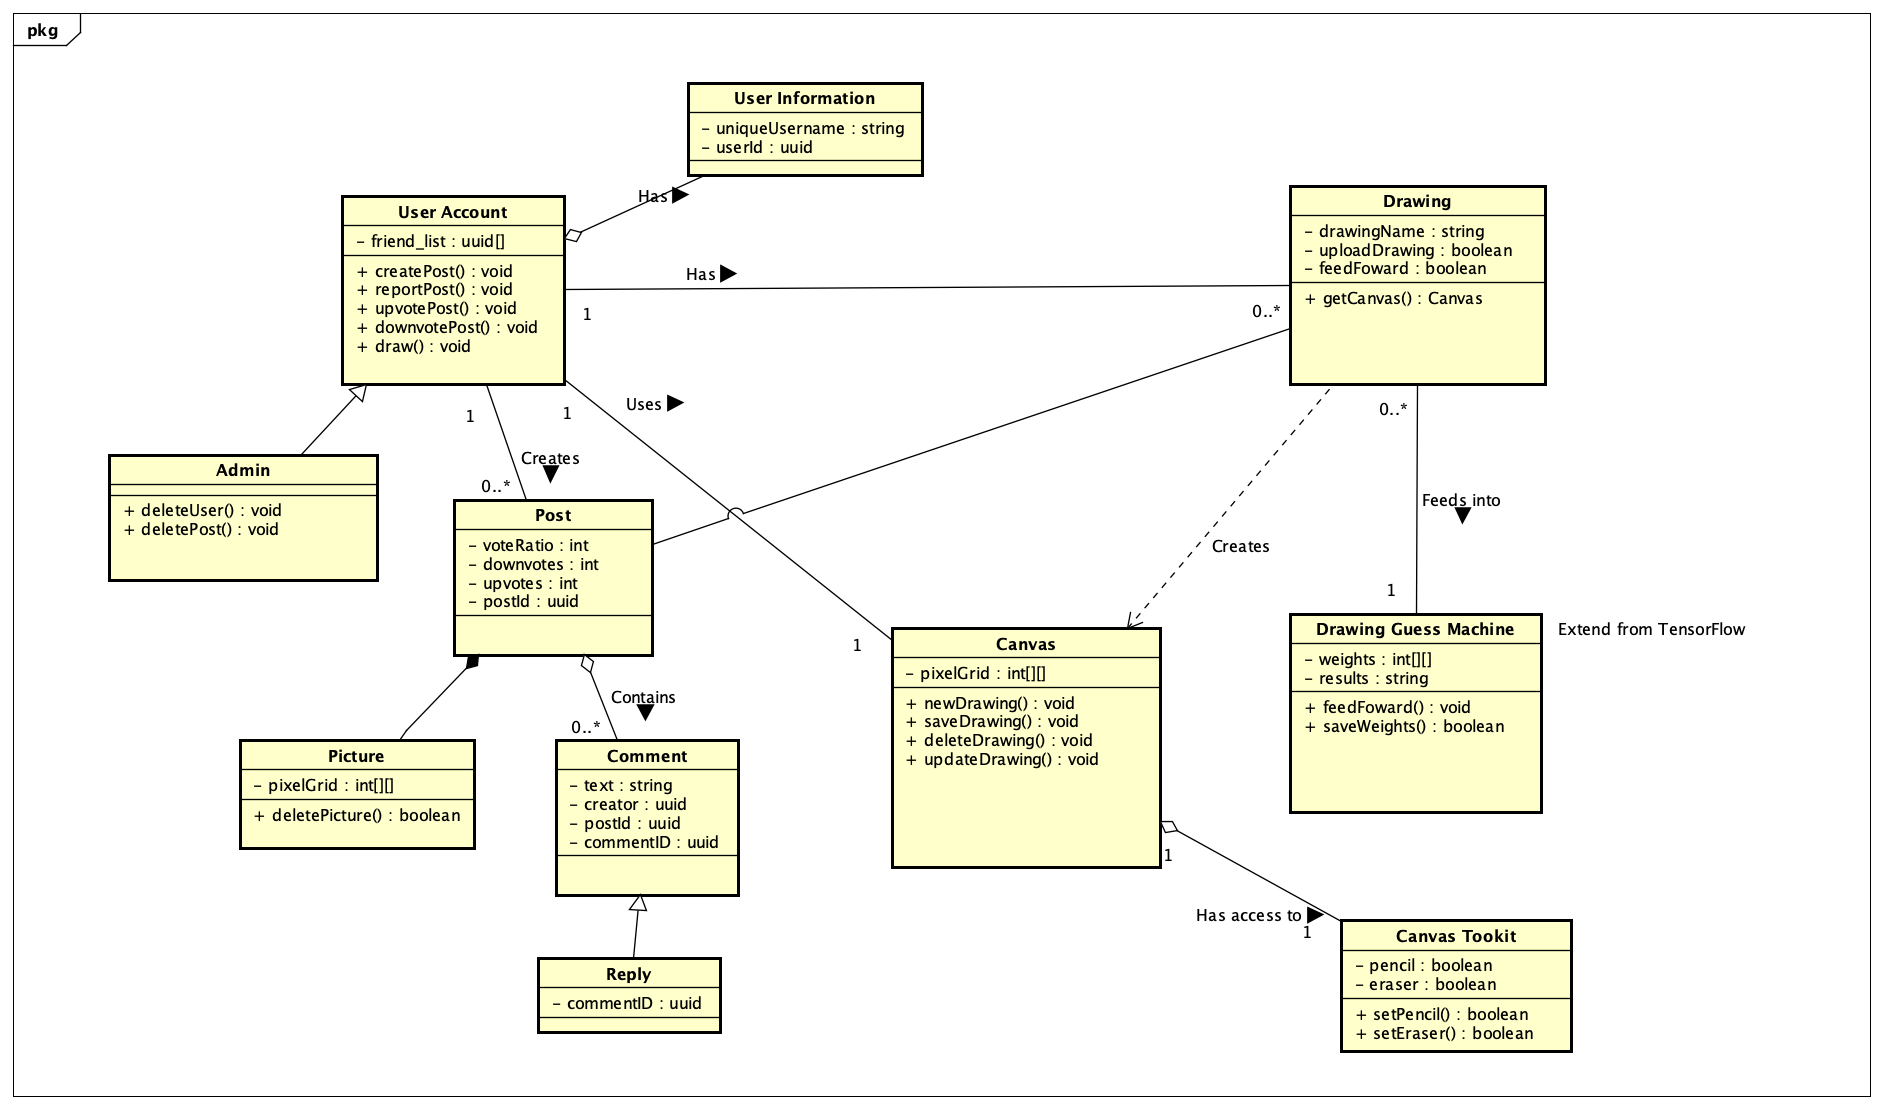 pkg
User Information
- uniqueUsername : string
- userId : uuid
Has
User Account
- friend_list : uuid[]
+ createPost() : void
+ reportPost() : void
+ upvotePost() : void
+ downvotePost() : void
+ draw() : void
Drawing
- drawingName : string
- uploadDrawing : boolean
- feedFoward : boolean
+ getCanvas() : Canvas
Has
1
0..*
Uses
1
1
0..*
Creates
0..*
Admin
+ deleteUser() : void
+ deletePost() : void
Post
- voteRatio : int
- downvotes : int
- upvotes : int
- postId : uuid
Feeds into
Creates
1
1
Canvas
- pixelGrid : int[][]
+ newDrawing() : void
+ saveDrawing() : void
+ deleteDrawing() : void
+ updateDrawing() : void
Drawing Guess Machine
- weights : int[][]
- results : string
+ feedFoward() : void
+ saveWeights() : boolean
Extend from TensorFlow
Contains
0..*
Picture
- pixelGrid : int[][]
+ deletePicture() : boolean
Comment
- text : string
- creator : uuid
- postId : uuid
- commentID : uuid
1
Has access to
1
Reply
- commentID : uuid
Canvas Tookit
- pencil : boolean
- eraser : boolean
+ setPencil() : boolean
+ setEraser() : boolean